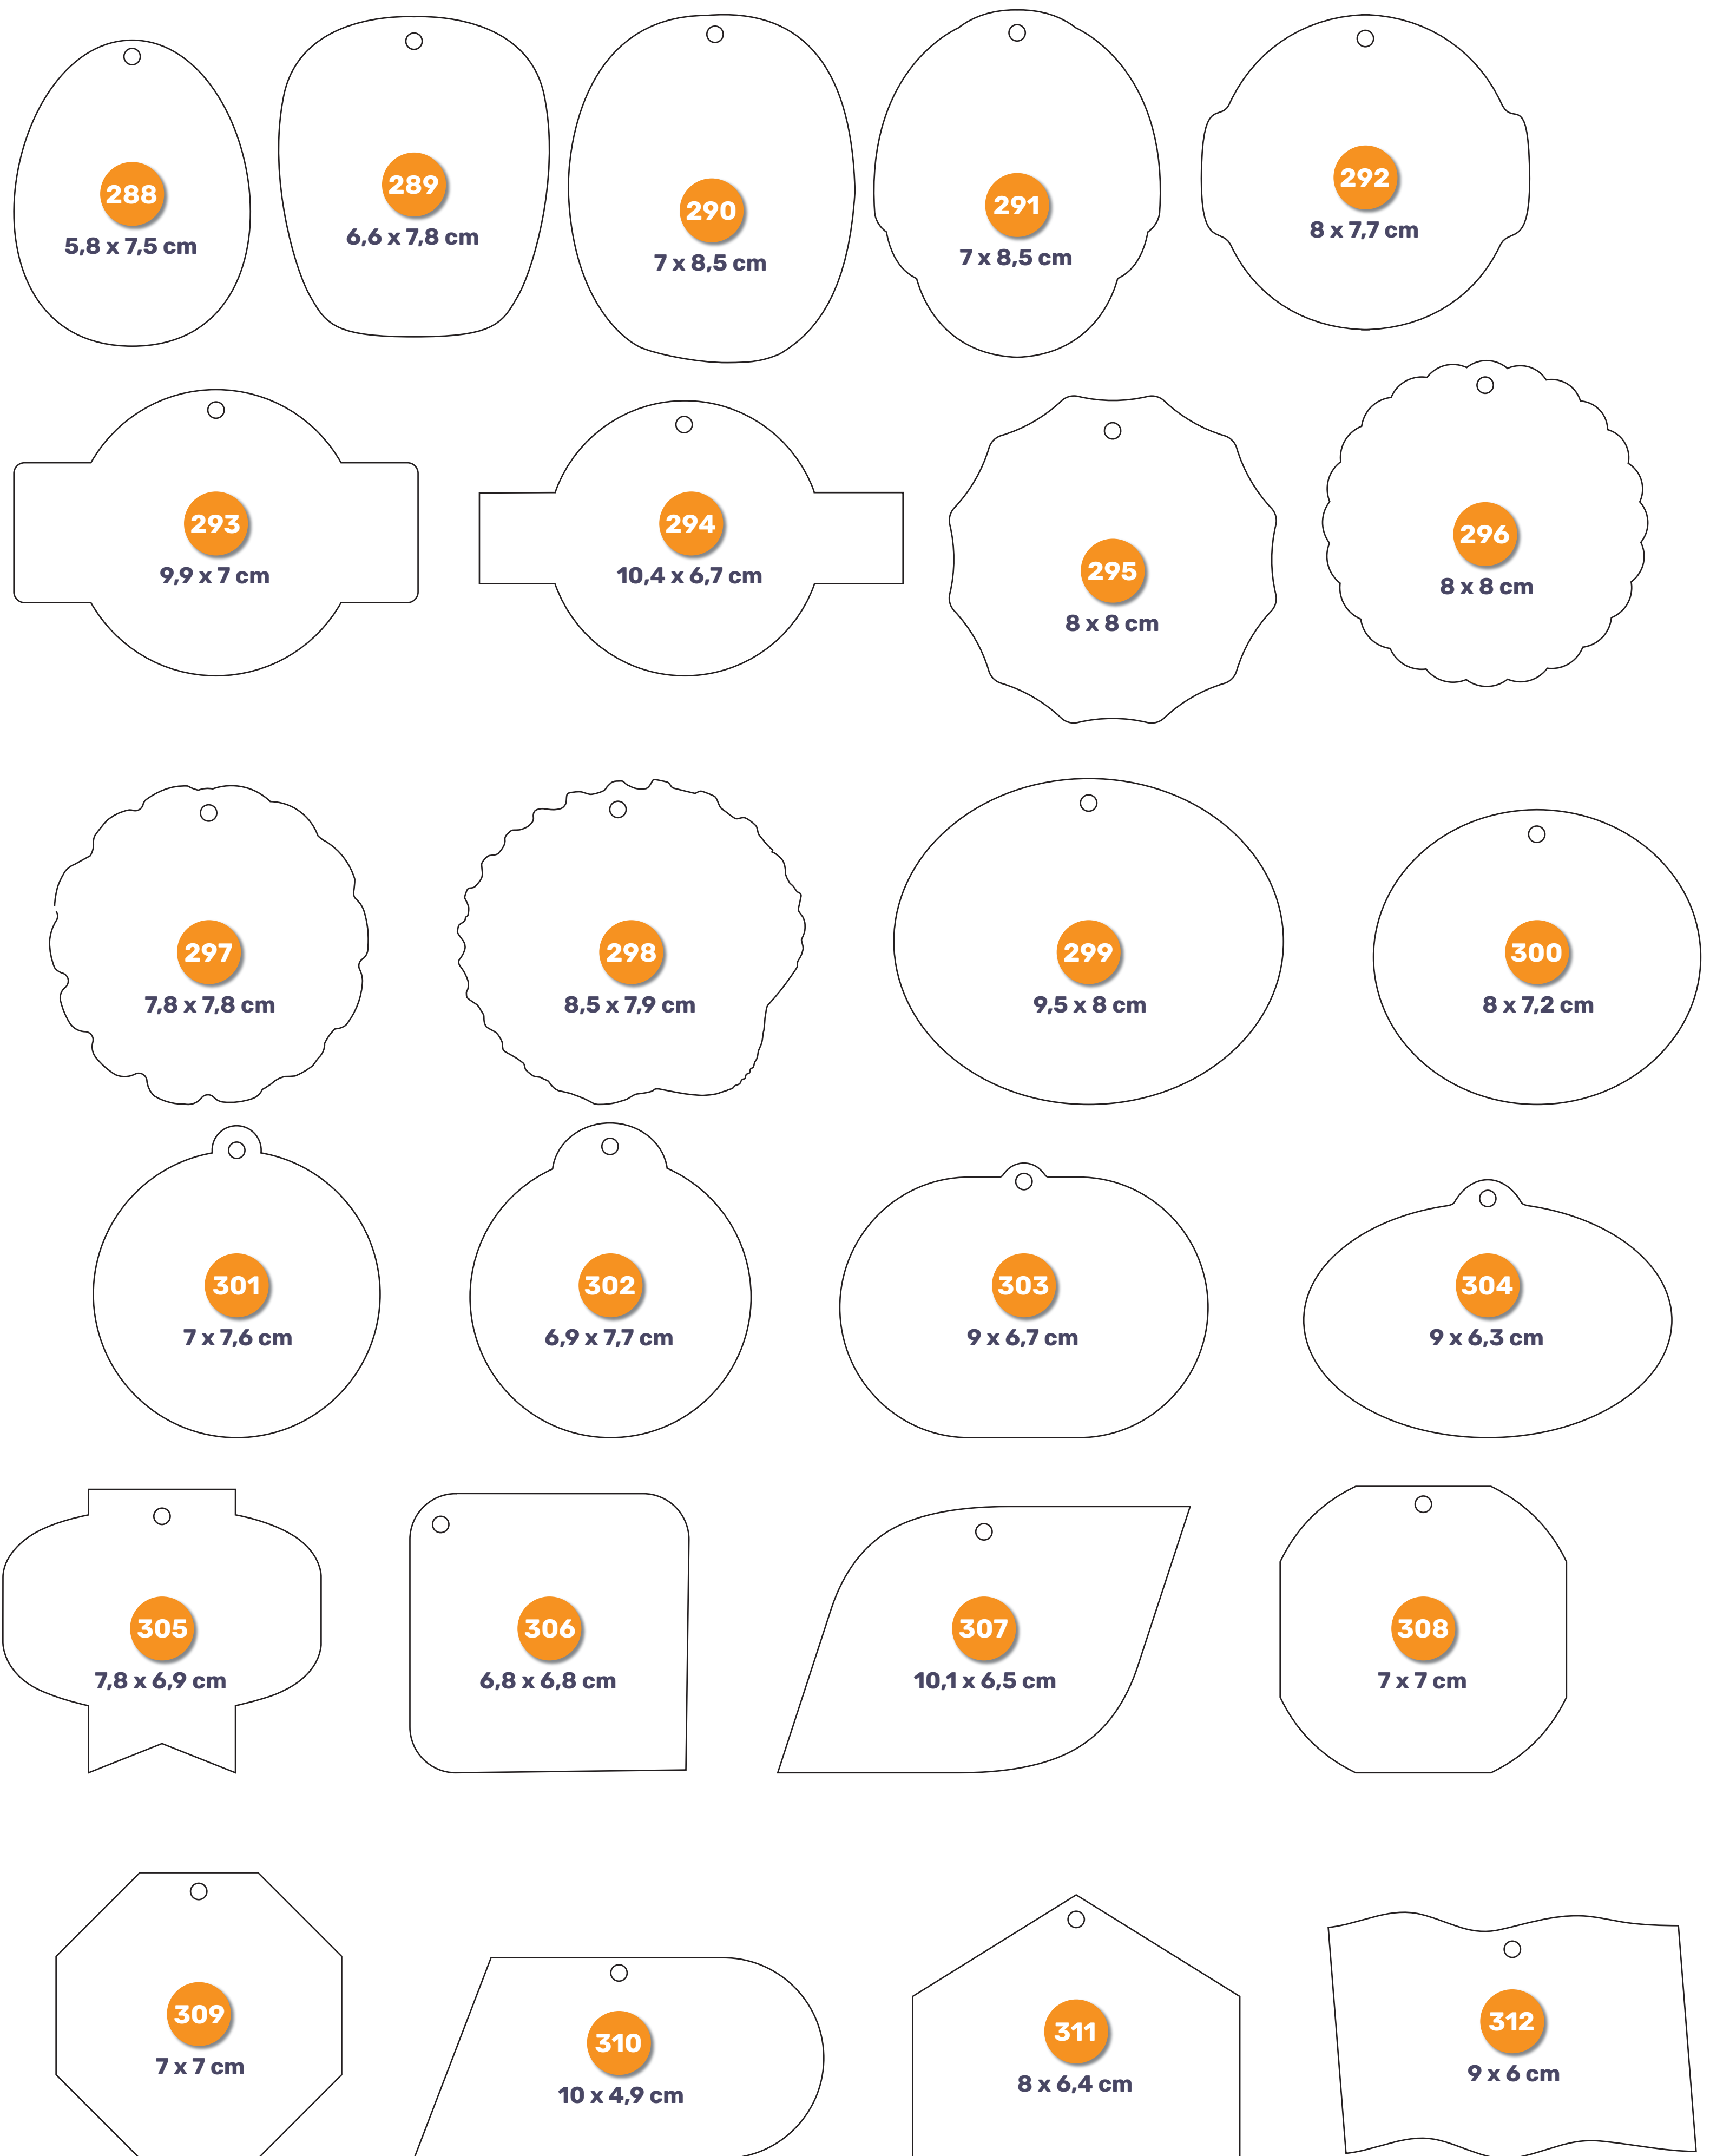 288
5,8 x 7,5 cm
289
6,6 x 7,8 cm
290
7 x 8,5 cm
291
7 x 8,5 cm
292
8 x 7,7 cm
293
9,9 x 7 cm
294
10,4 x 6,7 cm
295
8 x 8 cm
296
8 x 8 cm
297
7,8 x 7,8 cm
298
8,5 x 7,9 cm
299
9,5 x 8 cm
300
8 x 7,2 cm
301
7 x 7,6 cm
302
6,9 x 7,7 cm
303
9 x 6,7 cm
304
9 x 6,3 cm
305
7,8 x 6,9 cm
306
6,8 x 6,8 cm
307
10,1 x 6,5 cm
308
7 x 7 cm
309
7 x 7 cm
310
10 x 4,9 cm
311
8 x 6,4 cm
312
9 x 6 cm